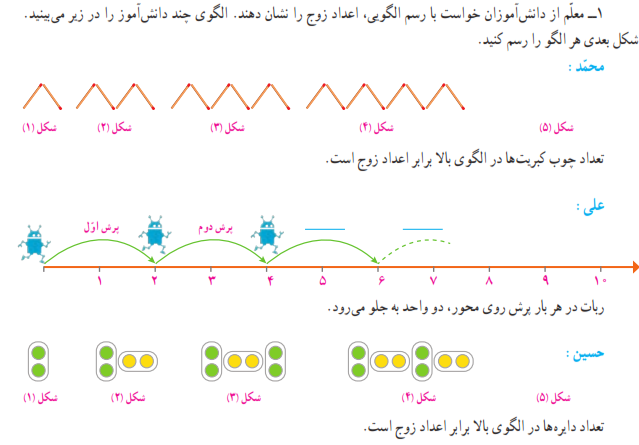 ۱ــ معلّم از دانش‌آموزان خواست با رسم الگویی، اعداد زوج را نشان دهند. الگوی چند دانش‌آموز را در زیر می‌بینید.
شکل بعدی هر الگو را رسم کنید.
محمّد :
شکل (۱) شکل (۲) شکل (۳) شکل (۴) شکل (۵)
تعداد چوب کبریت‌ها در الگوی بالا برابر اعداد زوج است.
علی :
پرش اوّل پرش دوم
۱ ۲ ۳ ۴ ۵ ۶ ۷ ۸ ۹ ۱۰
ربات در هر بار پرش روی محور، دو واحد به جلو می‌رود.
حسین :
شکل (۱) شکل (۲) شکل (۳) شکل (۴) شکل (۵)
تعداد دایره‌ها در الگوی بالا برابر اعداد زوج است.